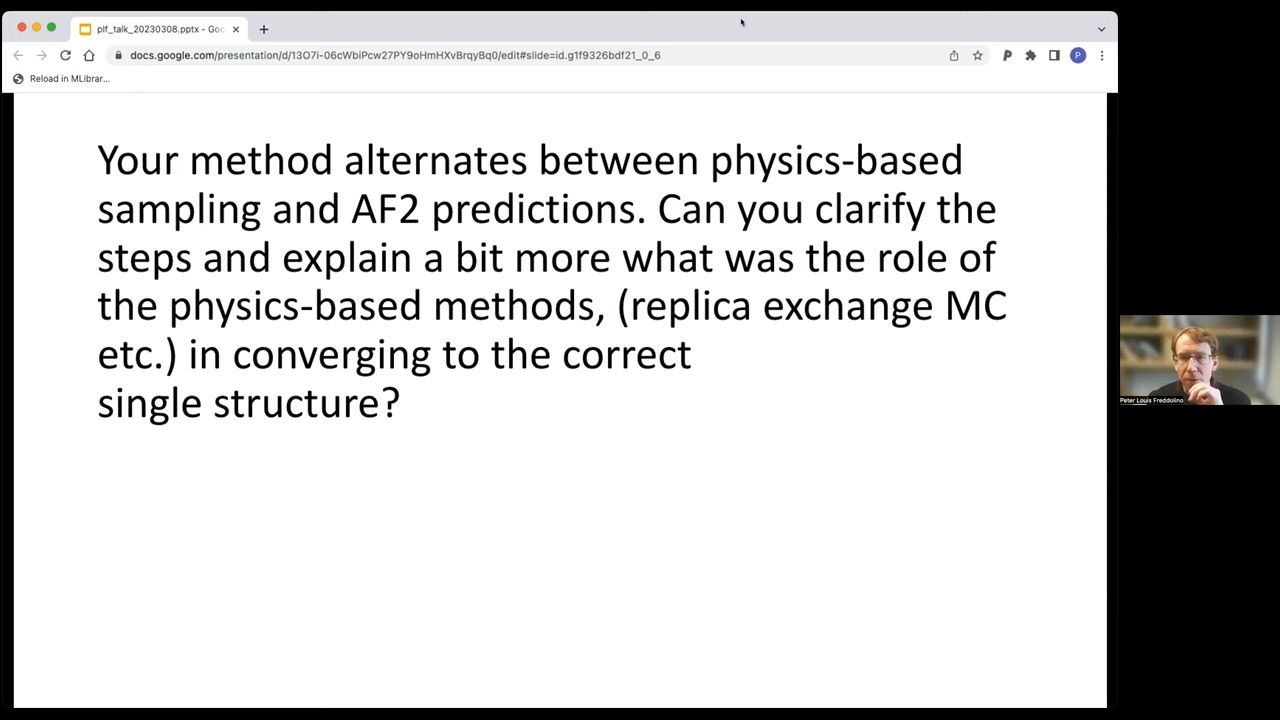 plf_talk_20230308.pptx - Goo
docs.google.com/presentation/d/13O7i-06cWbiPcw27PY9oHmHXvBrqyBq0/edit#slide=id.g1f9326bdf21_0_6
P
P
Reload in MLibrar...
Your method alternates between physics-based
sampling and AF2 predictions. Can you clarify the
steps and explain a bit more what was the role of
the physics-based methods, (replica exchange MC
etc.) in converging to the correct
single structure?
Peter Louis Freddolino